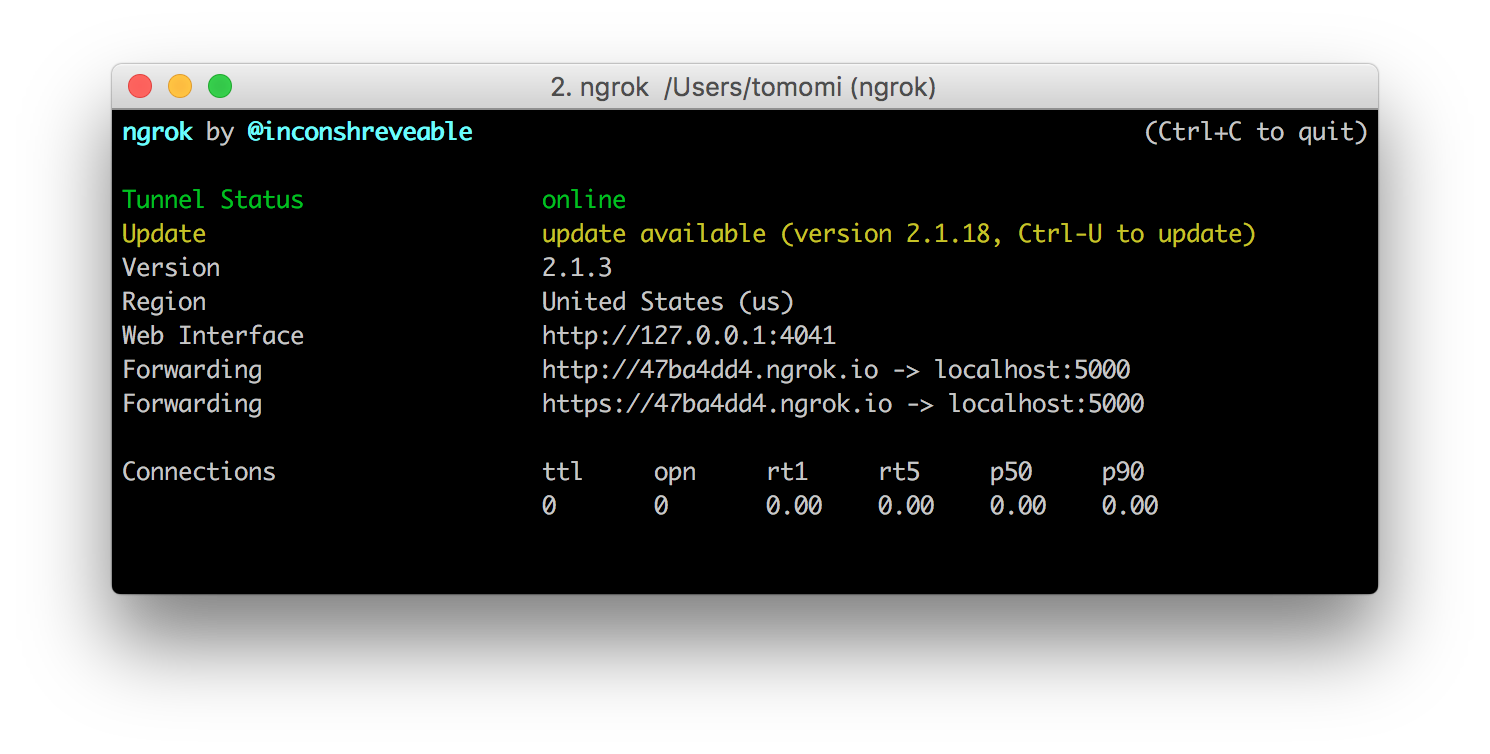 2. ngrok /Users/tomomi (ngrok)
ngrok by @inconshreveable (Ctrl+C to quit)
Tunnel Status online
Update update available (version 2.1.18, Ctrl-U to update)
Version 2.1.3
Region United States (us)
Web Interface http://127.0.0.1:4041
Forwarding http://47ba4dd4.ngrok.io -> localhost:5000
Forwarding https://47ba4dd4.ngrok.io -> localhost:5000
Connections ttl opn rt1 rt5 p50 p90
0 0 0.00 0.00 0.00 0.00